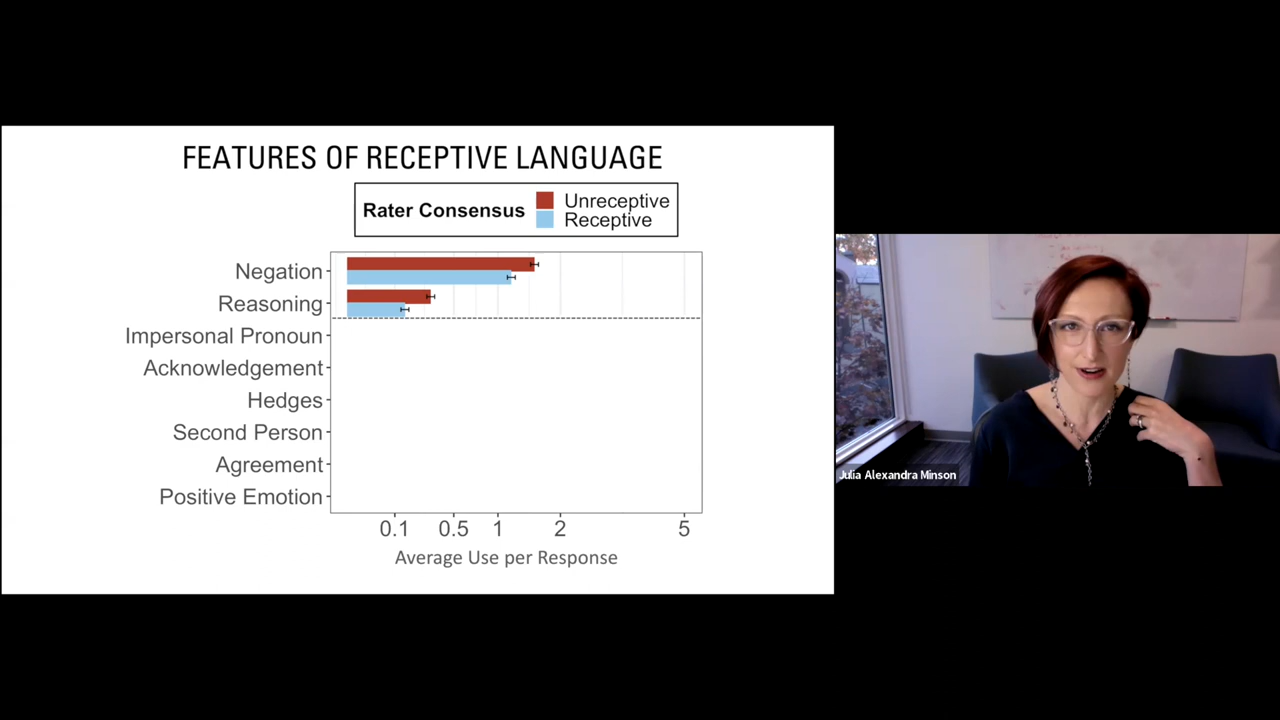 FEATURES OF RECEPTIVE LANGUAGE
Rater Consensus
Unreceptive
Receptive
Negation
Reasoning
Impersonal Pronoun
Acknowledgement
Hedges
Second Person
Agreement
Positive Emotion
0.1 0.5 1 2 5
Average Use per Response
Julia Alexandra Minson